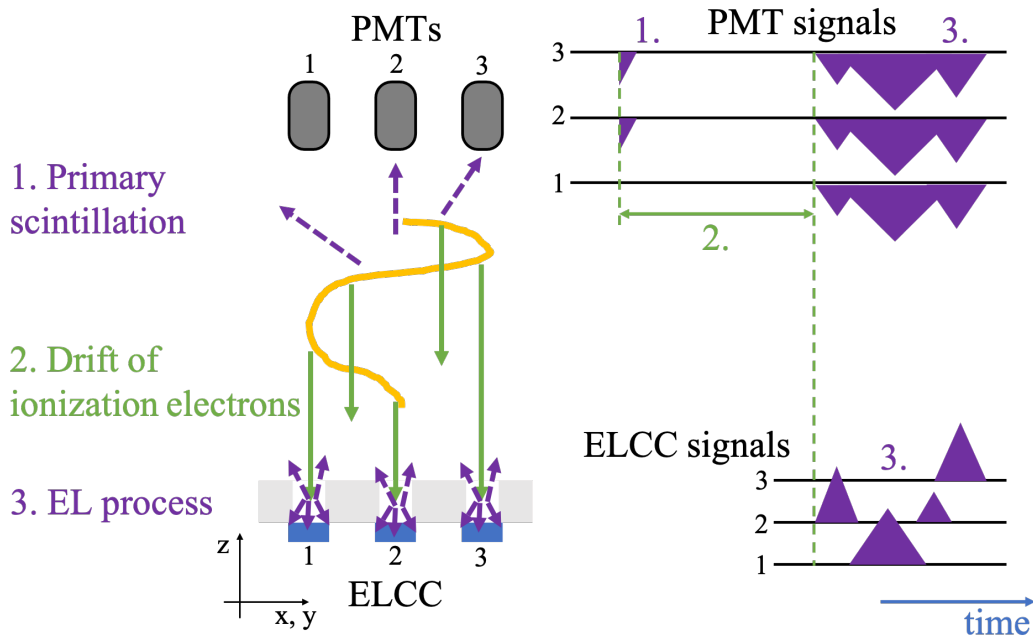 PMTs
1 2 3
1. Primary
scintillation
2. Drift of
ionization electrons
3. EL process
1 2 3
ELCC
z
x, y
PMT signals
1. 3.
3
2
1
2.
ELCC signals
3.
3
2
1
time